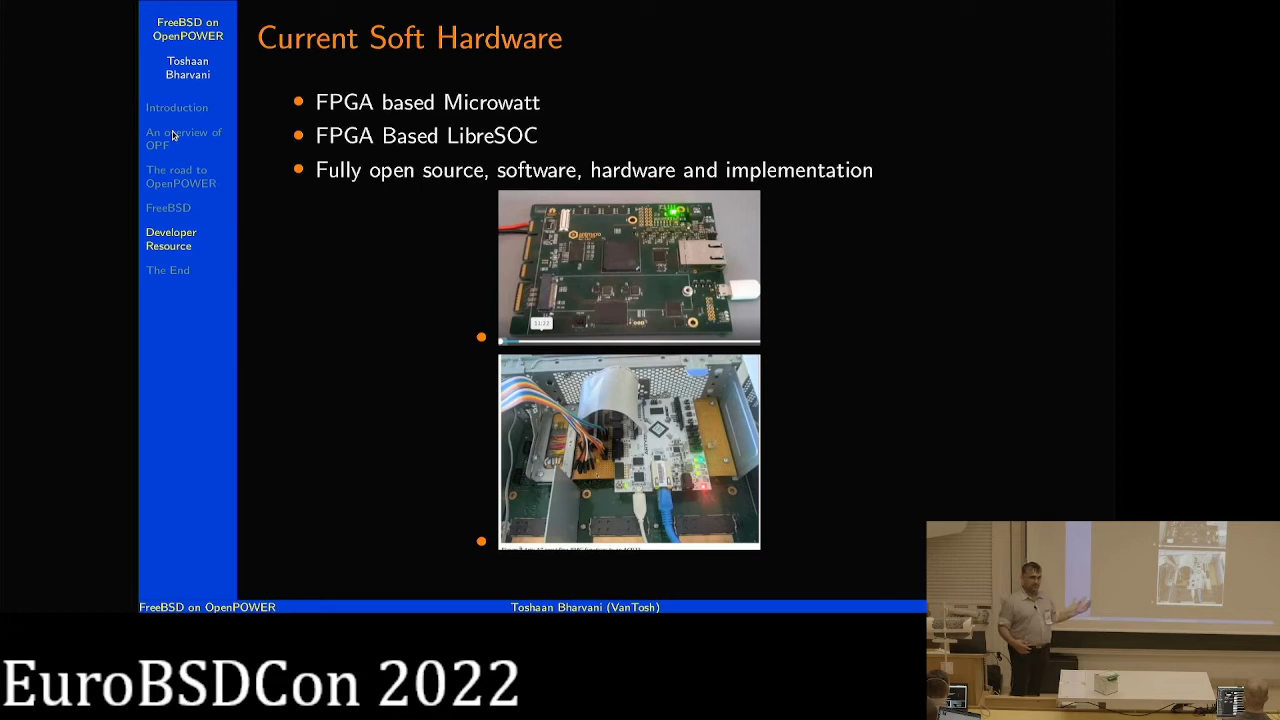 FreeBSD on
OpenPOWER
Toshaan
Bharvani
Introduction
An overview of
OPF
The road to
OpenPOWER
FreeBSD
Developer
Resource
The End
Current Soft Hardware
FPGA based Microwatt
FPGA Based LibreSOC
Fully open source, software, hardware and implementation
11:22
FreeBSD on OpenPOWER
Toshaan Bharvani (VanTosh)
EuroBSDCon 2022